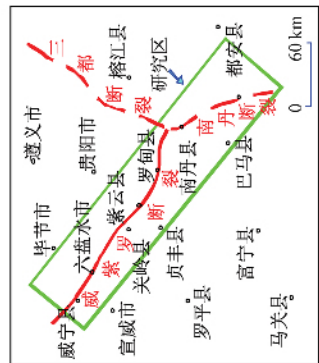 三都断裂
遵义市
榕江县
毕节市
贵阳市
研究区
六盘水市
紫云县
罗甸县
都安县
威宁县
威紫罗断裂
南丹断裂
南丹县
关岭县
宣威市
贞丰县
巴马县
罗平县
富宁县
马关县
0
60 km